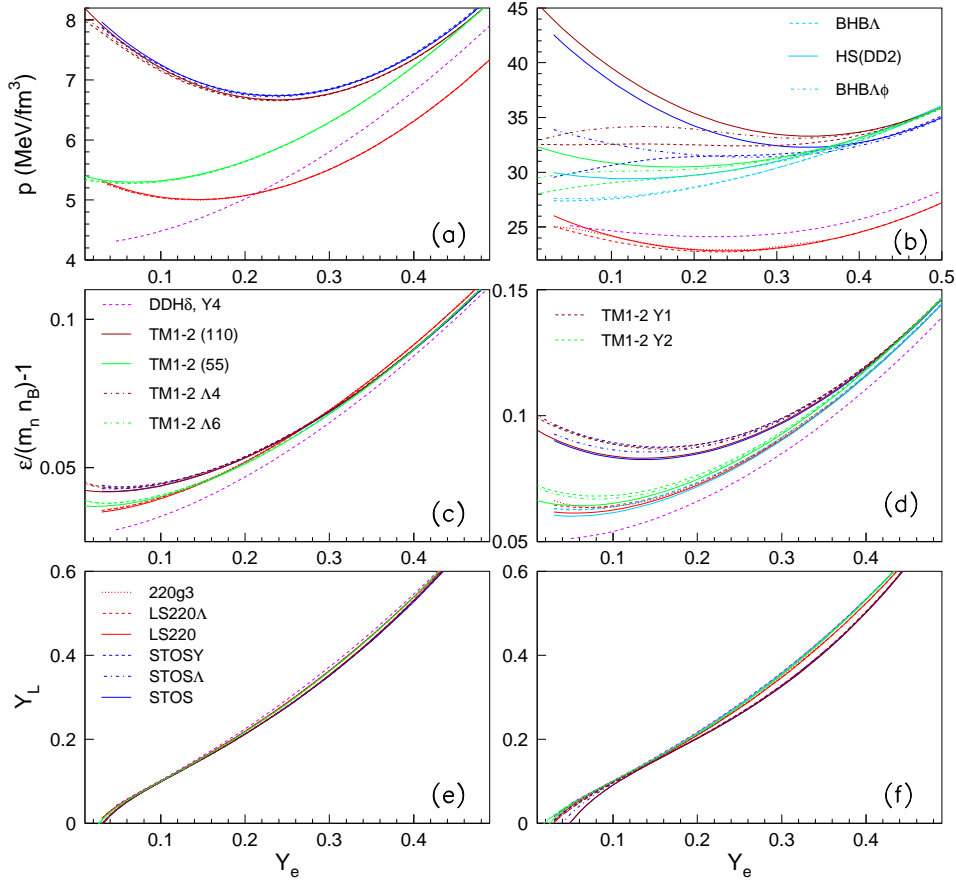 8
7
6
5
4
p (MeV/fm³)
0.1 0.2 0.3 0.4
(a)
45
40
35
30
25
0.1 0.2 0.3 0.4 0.5
BHBΛ
HS(DD2)
BHBΛϕ
(b)
0.1
0.05
ε/(mₙ n_B)-1
DDHδ, Y4
TM1-2 (110)
TM1-2 (55)
TM1-2 Λ4
TM1-2 Λ6
(c)
0.1 0.2 0.3 0.4
0.15
0.1
0.05
TM1-2 Y1
TM1-2 Y2
(d)
0.1 0.2 0.3 0.4
0.6
0.4
0.2
0
Y_L
220g3
LS220Λ
LS220
STOSY
STOSΛ
STOS
(e)
0.1 0.2 0.3 0.4
Y_e
0.6
0.4
0.2
0
(f)
0.1 0.2 0.3 0.4
Y_e